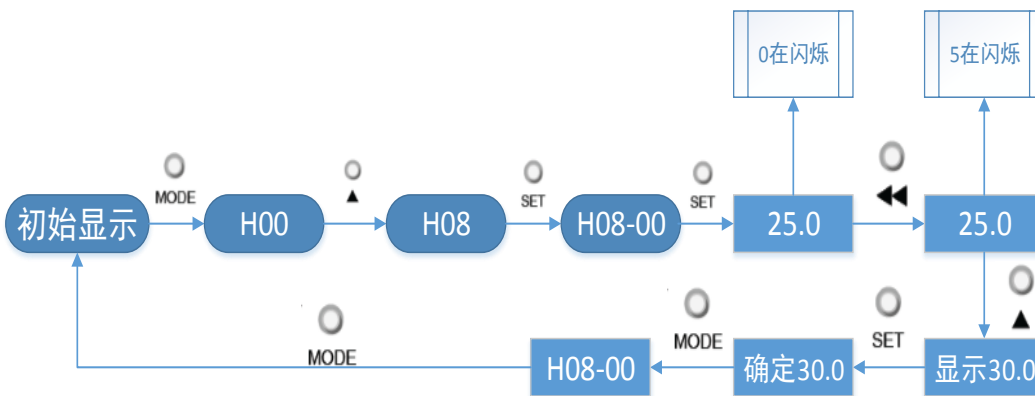 0在闪烁
5在闪烁
MODE
▲
SET
SET
◀◀
初始显示
H00
H08
H08-00
25.0
25.0
MODE
MODE
SET
▲
H08-00
确定30.0
显示30.0